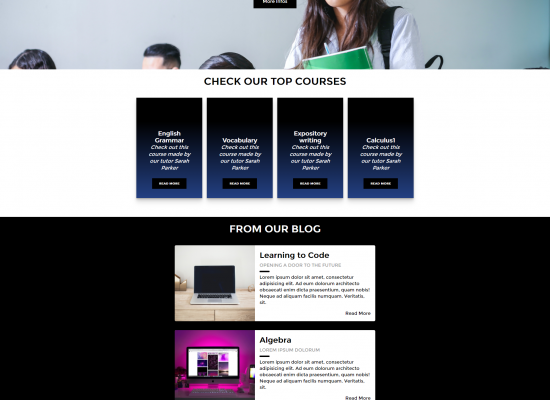 More Infos
CHECK OUR TOP COURSES
English
Grammar
Check out this
course made by
our tutor Sarah
Parker
READ MORE
Vocabulary
Check out this
course made by
our tutor Sarah
Parker
READ MORE
Expository
writing
Check out this
course made by
our tutor Sarah
Parker
READ MORE
Calculus1
Check out this
course made by
our tutor Sarah
Parker
READ MORE
FROM OUR BLOG
Learning to Code
OPENING A DOOR TO THE FUTURE
Lorem ipsum dolor sit amet, consectetur
adipisicing elit. Ad eum dolorum architecto
obcaecati enim dicta praesentium, quam nobis!
Neque ad aliquam facilis numquam. Veritatis,
sit.
Read More
Algebra
LOREM IPSUM DOLORUM
Lorem ipsum dolor sit amet, consectetur
adipisicing elit. Ad eum dolorum architecto
obcaecati enim dicta praesentium, quam nobis!
Neque ad aliquam facilis numquam. Veritatis,
sit.
Read More